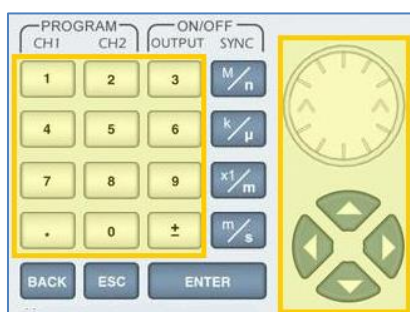 PROGRAM ON/OFF
CH1 CH2 OUTPUT SYNC
1 2 3 M/n
4 5 6 k/µ
7 8 9 x1/m
. 0 ± m/s
BACK ESC ENTER